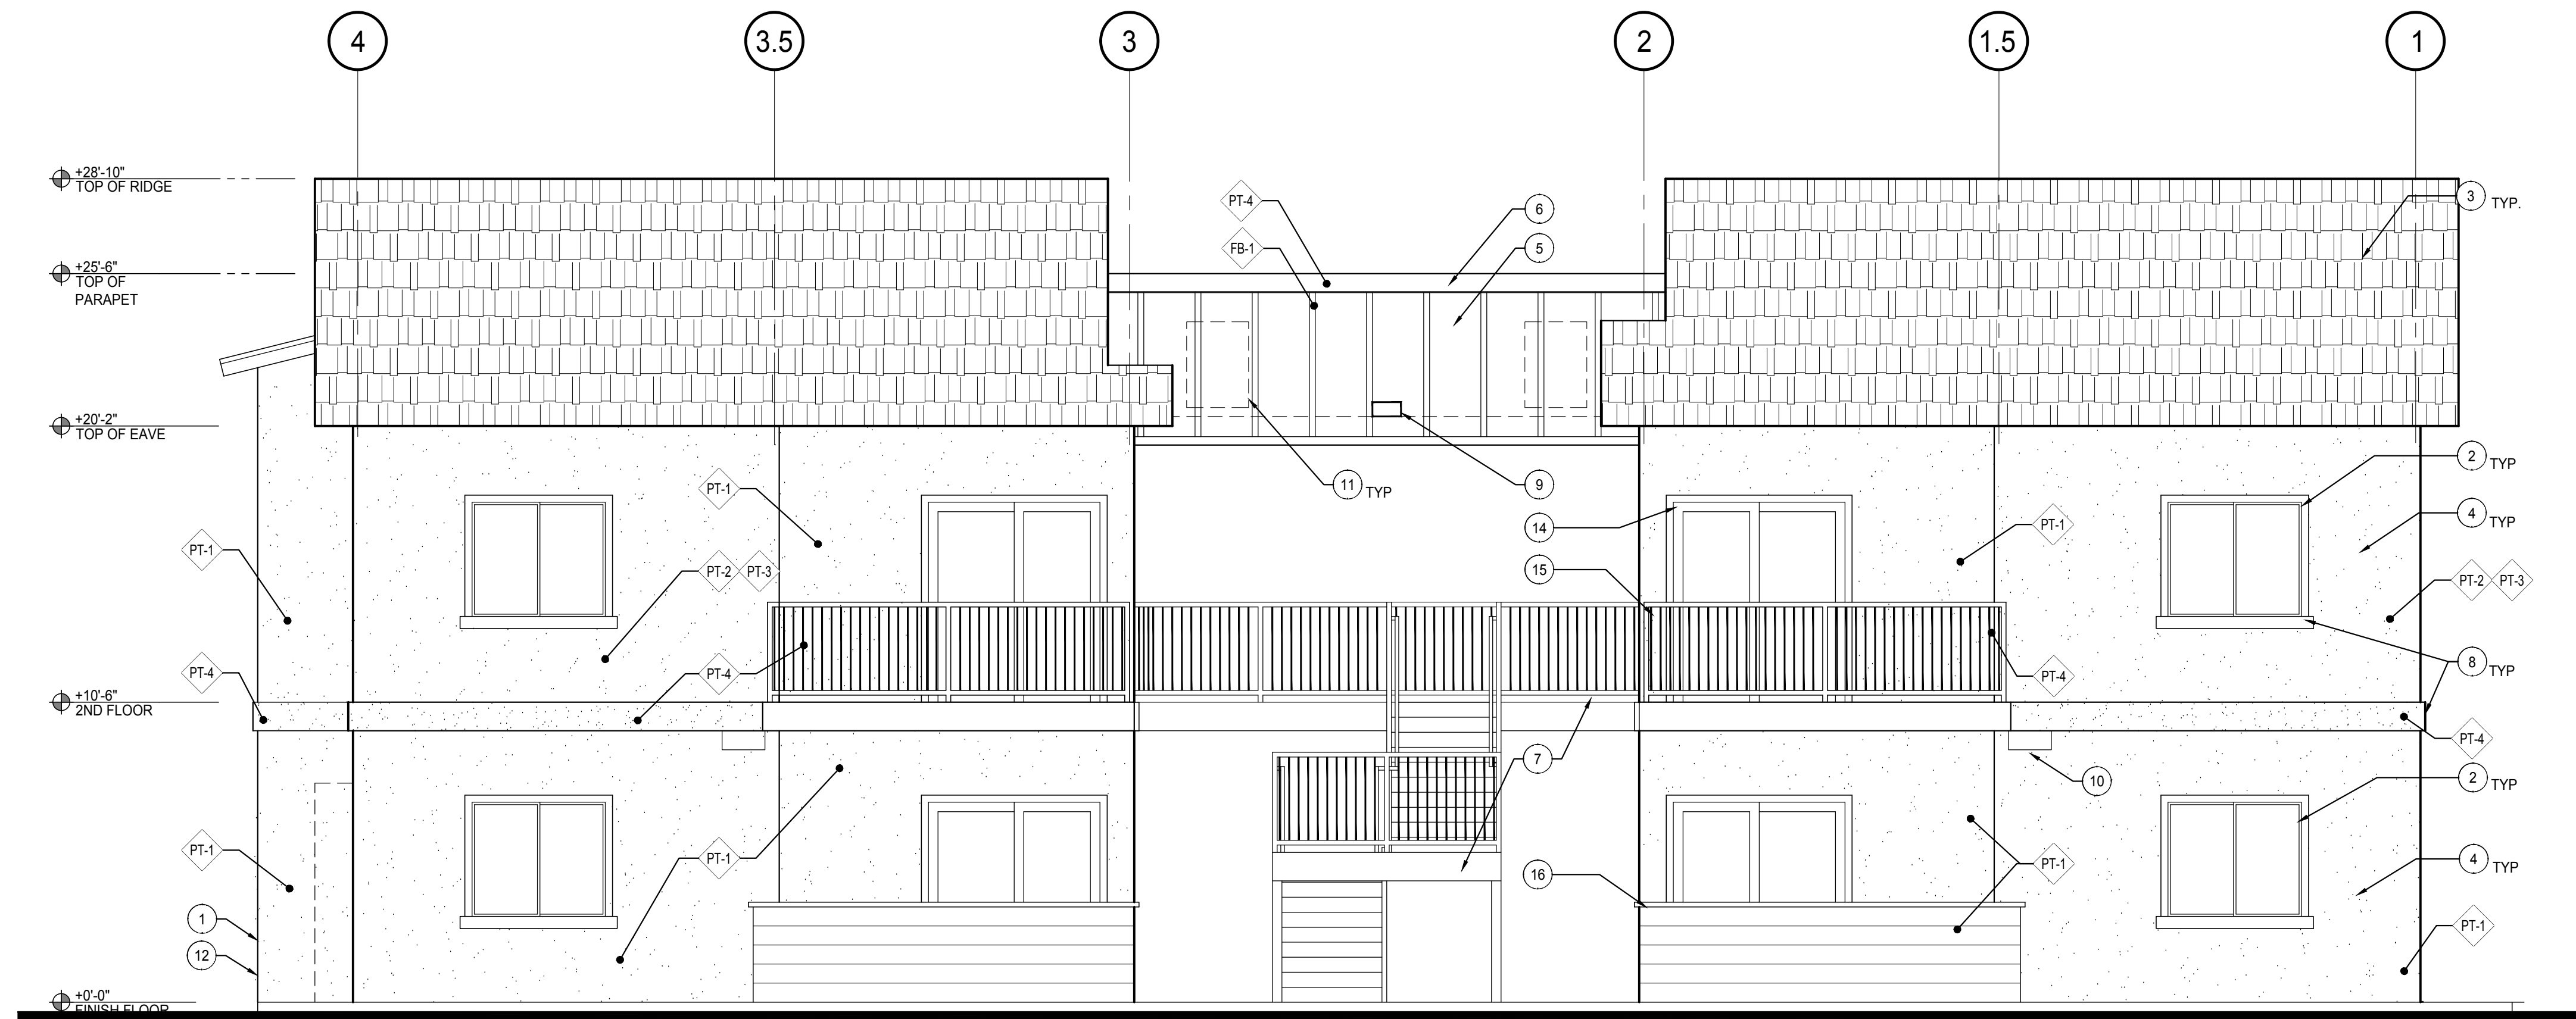 4
3.5
3
2
1.5
1
+28'-10"
TOP OF RIDGE
PT-4
6
3 TYP.
FB-1
5
+25'-6"
TOP OF
PARAPET
+20'-2"
TOP OF EAVE
11 TYP
9
2 TYP
PT-1
14
PT-1
4 TYP
PT-1
PT-2 PT-3
15
PT-2 PT-3
PT-4
PT-4
PT-4
8 TYP
+10'-6"
2ND FLOOR
PT-4
7
10
2 TYP
PT-1
PT-1
16
PT-1
4 TYP
1
PT-1
12
+0'-0"
FINISH FLOOR